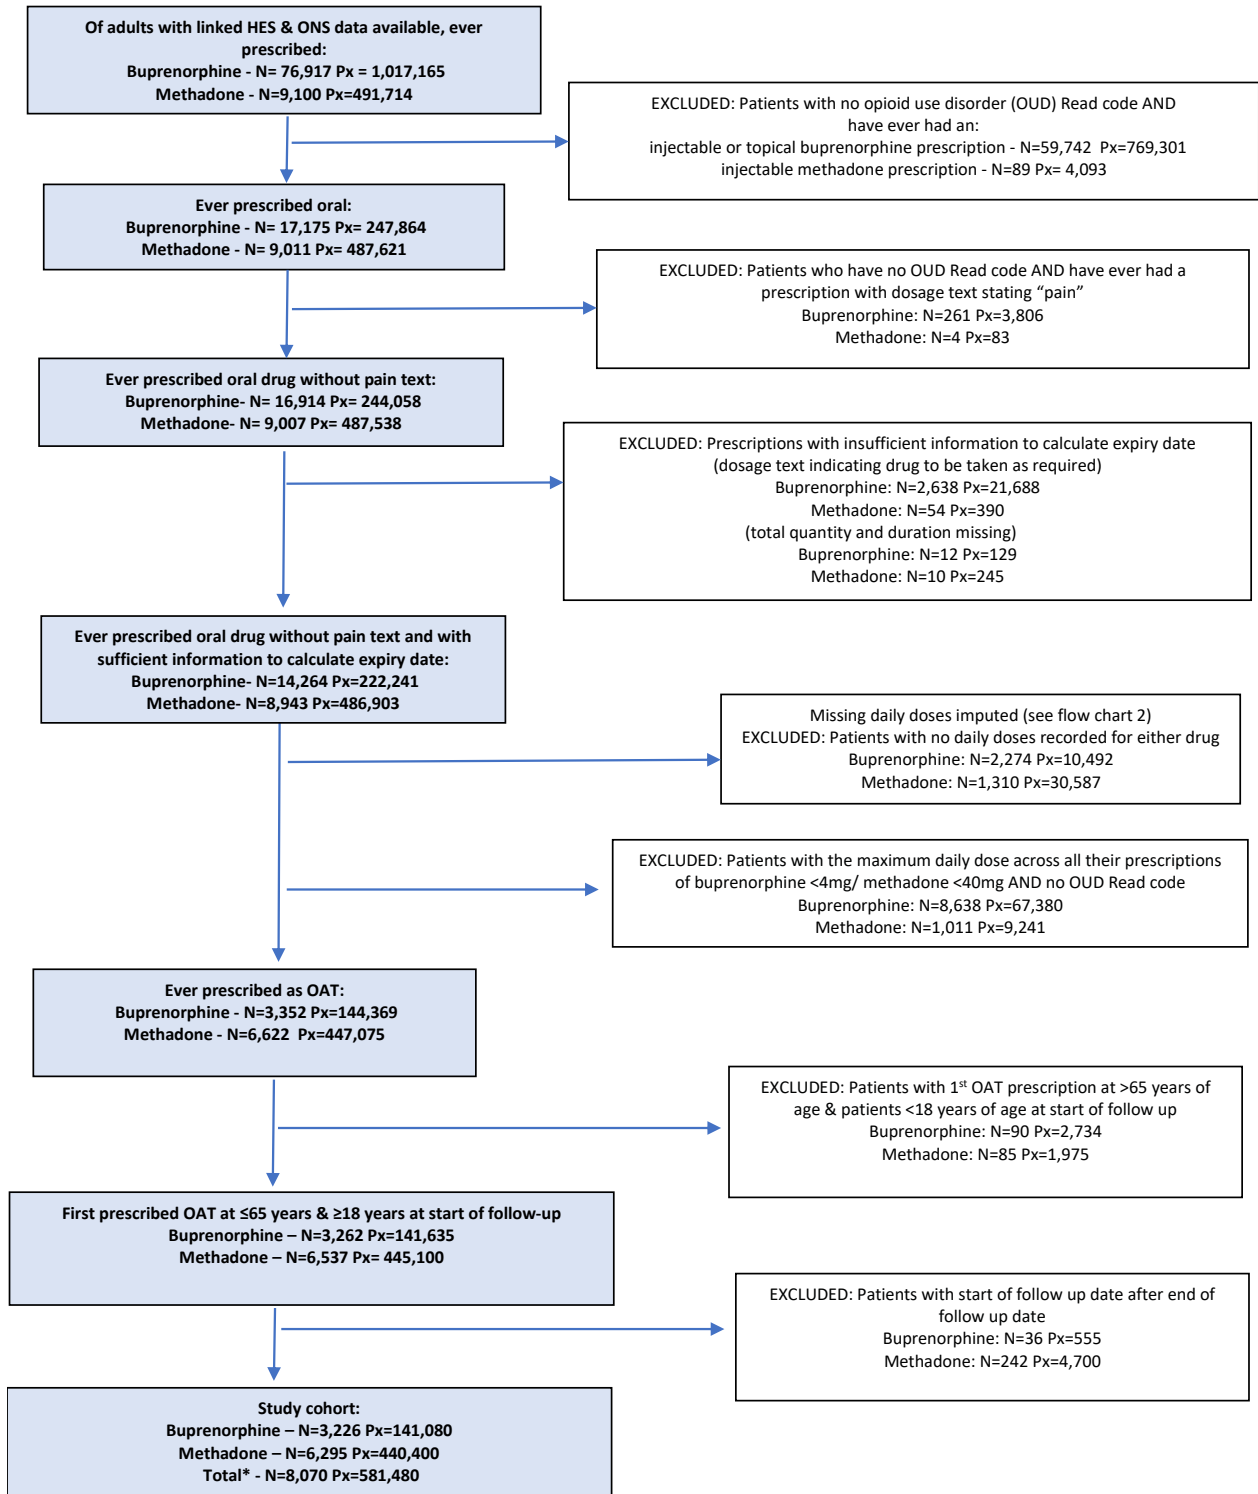 Of adults with linked HES & ONS data available, ever
prescribed:
Buprenorphine - N= 76,917 Px = 1,017,165
Methadone - N=9,100 Px=491,714
EXCLUDED: Patients with no opioid use disorder (OUD) Read code AND
have ever had an:
injectable or topical buprenorphine prescription - N=59,742 Px=769,301
injectable methadone prescription - N=89 Px= 4,093
Ever prescribed oral:
Buprenorphine - N= 17,175 Px= 247,864
Methadone - N= 9,011 Px= 487,621
EXCLUDED: Patients who have no OUD Read code AND have ever had a
prescription with dosage text stating “pain”
Buprenorphine: N=261 Px=3,806
Methadone: N=4 Px=83
Ever prescribed oral drug without pain text:
Buprenorphine- N= 16,914 Px= 244,058
Methadone- N= 9,007 Px= 487,538
EXCLUDED: Prescriptions with insufficient information to calculate expiry date
(dosage text indicating drug to be taken as required)
Buprenorphine: N=2,638 Px=21,688
Methadone: N=54 Px=390
(total quantity and duration missing)
Buprenorphine: N=12 Px=129
Methadone: N=10 Px=245
Ever prescribed oral drug without pain text and with
sufficient information to calculate expiry date:
Buprenorphine- N=14,264 Px=222,241
Methadone- N=8,943 Px=486,903
Missing daily doses imputed (see flow chart 2)
EXCLUDED: Patients with no daily doses recorded for either drug
Buprenorphine: N=2,274 Px=10,492
Methadone: N=1,310 Px=30,587
EXCLUDED: Patients with the maximum daily dose across all their prescriptions
of buprenorphine <4mg/ methadone <40mg AND no OUD Read code
Buprenorphine: N=8,638 Px=67,380
Methadone: N=1,011 Px=9,241
Ever prescribed as OAT:
Buprenorphine - N=3,352 Px=144,369
Methadone - N=6,622 Px=447,075
EXCLUDED: Patients with 1st OAT prescription at >65 years of
age & patients <18 years of age at start of follow up
Buprenorphine: N=90 Px=2,734
Methadone: N=85 Px=1,975
First prescribed OAT at ≤65 years & ≥18 years at start of follow-up
Buprenorphine – N=3,262 Px=141,635
Methadone – N=6,537 Px= 445,100
EXCLUDED: Patients with start of follow up date after end of
follow up date
Buprenorphine: N=36 Px=555
Methadone: N=242 Px=4,700
Study cohort:
Buprenorphine – N=3,226 Px=141,080
Methadone – N=6,295 Px=440,400
Total* - N=8,070 Px=581,480